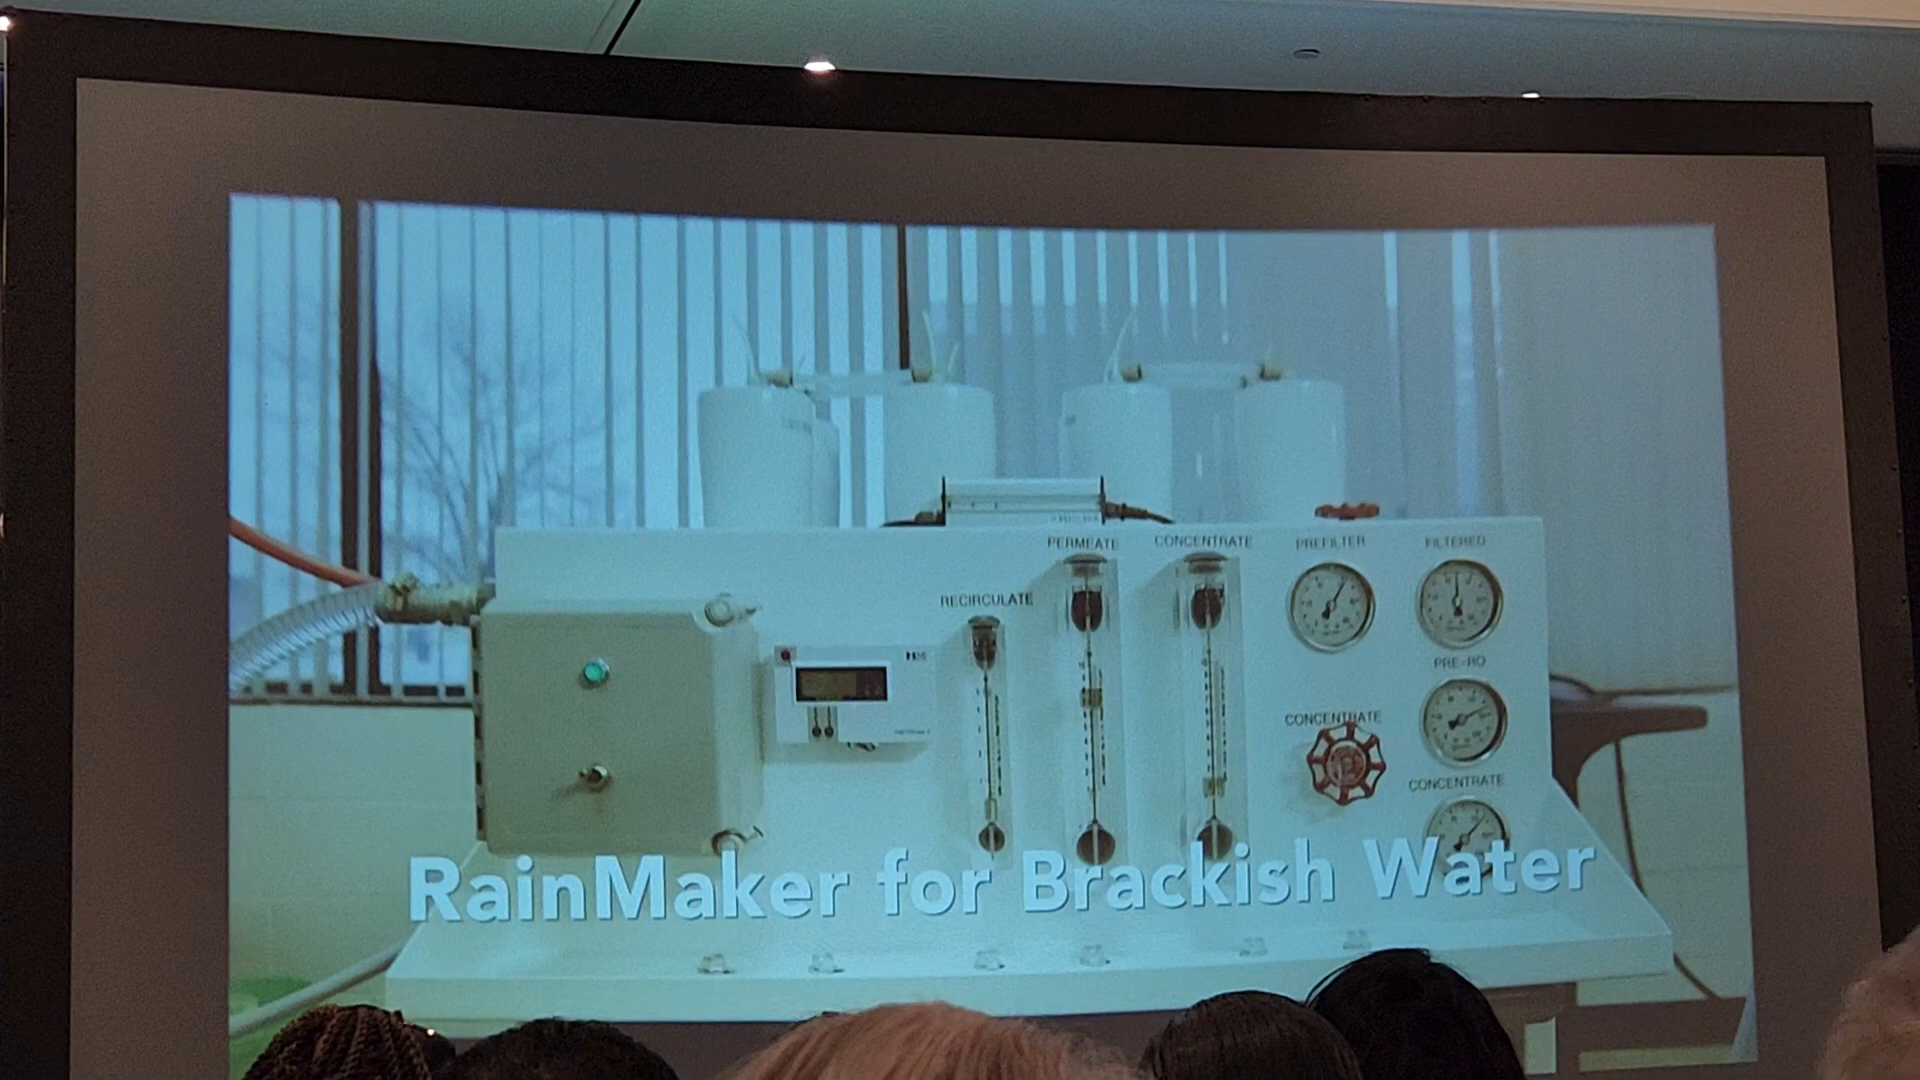 PERMEATE
CONCENTRATE
PREFILTER
FILTERED
RECIRCULATE
PRE-RO
CONCENTRATE
CONCENTRATE
RainMaker for Brackish Water